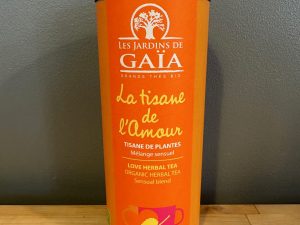 LES JARDINS DE
GAÏA
GRANDS THÉS BIO
La tisane
de
l'Amour
TISANE DE PLANTES
Mélange sensuel
LOVE HERBAL TEA
ORGANIC HERBAL TEA
Sensual blend